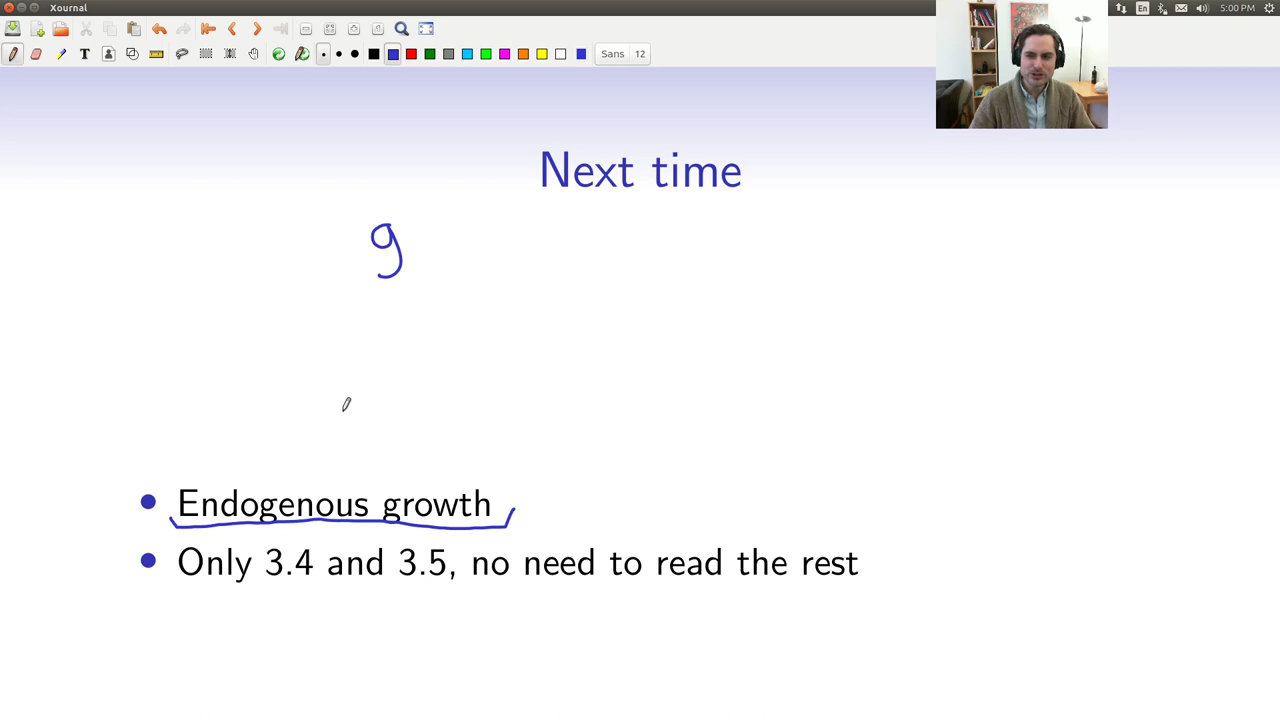 Xournal
En
5:00 PM
T
Sans 12
Next time
g
Endogenous growth
Only 3.4 and 3.5, no need to read the rest